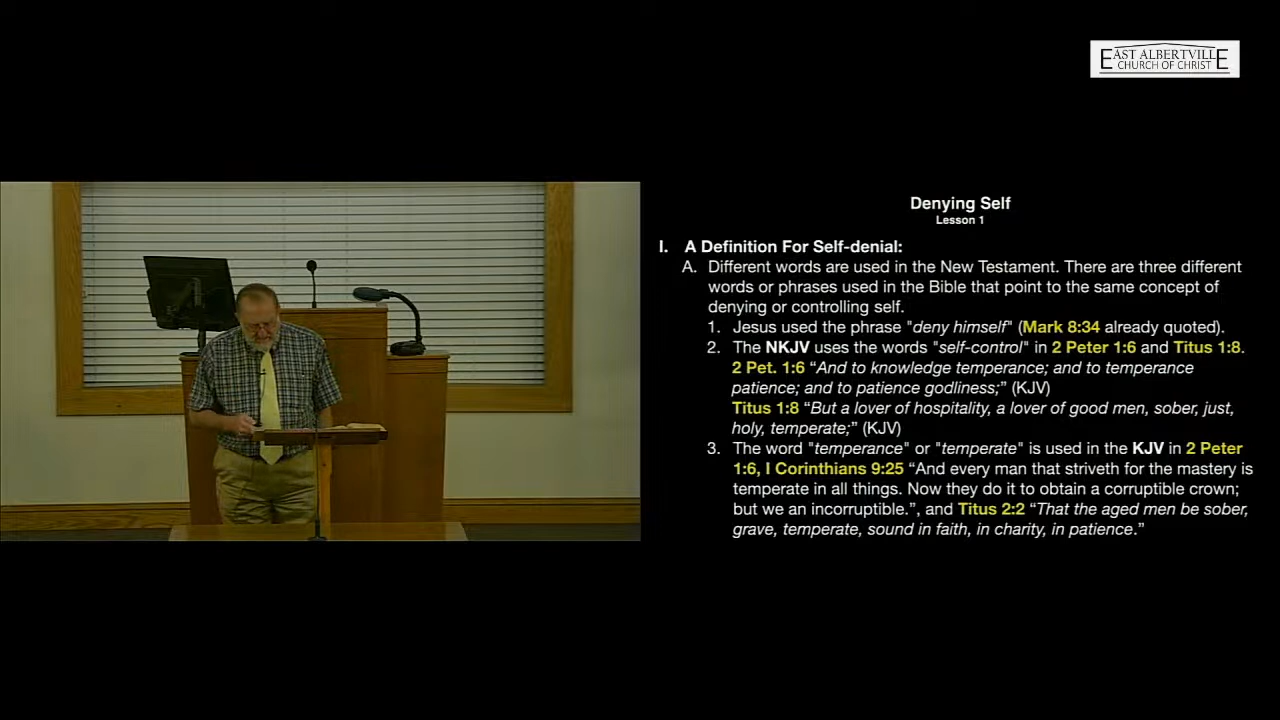 EAST ALBERTVILLE
CHURCH OF CHRIST
Denying Self
Lesson 1
I. A Definition For Self-denial:
A. Different words are used in the New Testament. There are three different
words or phrases used in the Bible that point to the same concept of
denying or controlling self.
1. Jesus used the phrase "deny himself" (Mark 8:34 already quoted).
2. The NKJV uses the words "self-control" in 2 Peter 1:6 and Titus 1:8.
2 Pet. 1:6 “And to knowledge temperance; and to temperance
patience; and to patience godliness;” (KJV)
Titus 1:8 “But a lover of hospitality, a lover of good men, sober, just,
holy, temperate;” (KJV)
3. The word "temperance" or "temperate" is used in the KJV in 2 Peter
1:6, I Corinthians 9:25 “And every man that striveth for the mastery is
temperate in all things. Now they do it to obtain a corruptible crown;
but we an incorruptible.”, and Titus 2:2 “That the aged men be sober,
grave, temperate, sound in faith, in charity, in patience.”